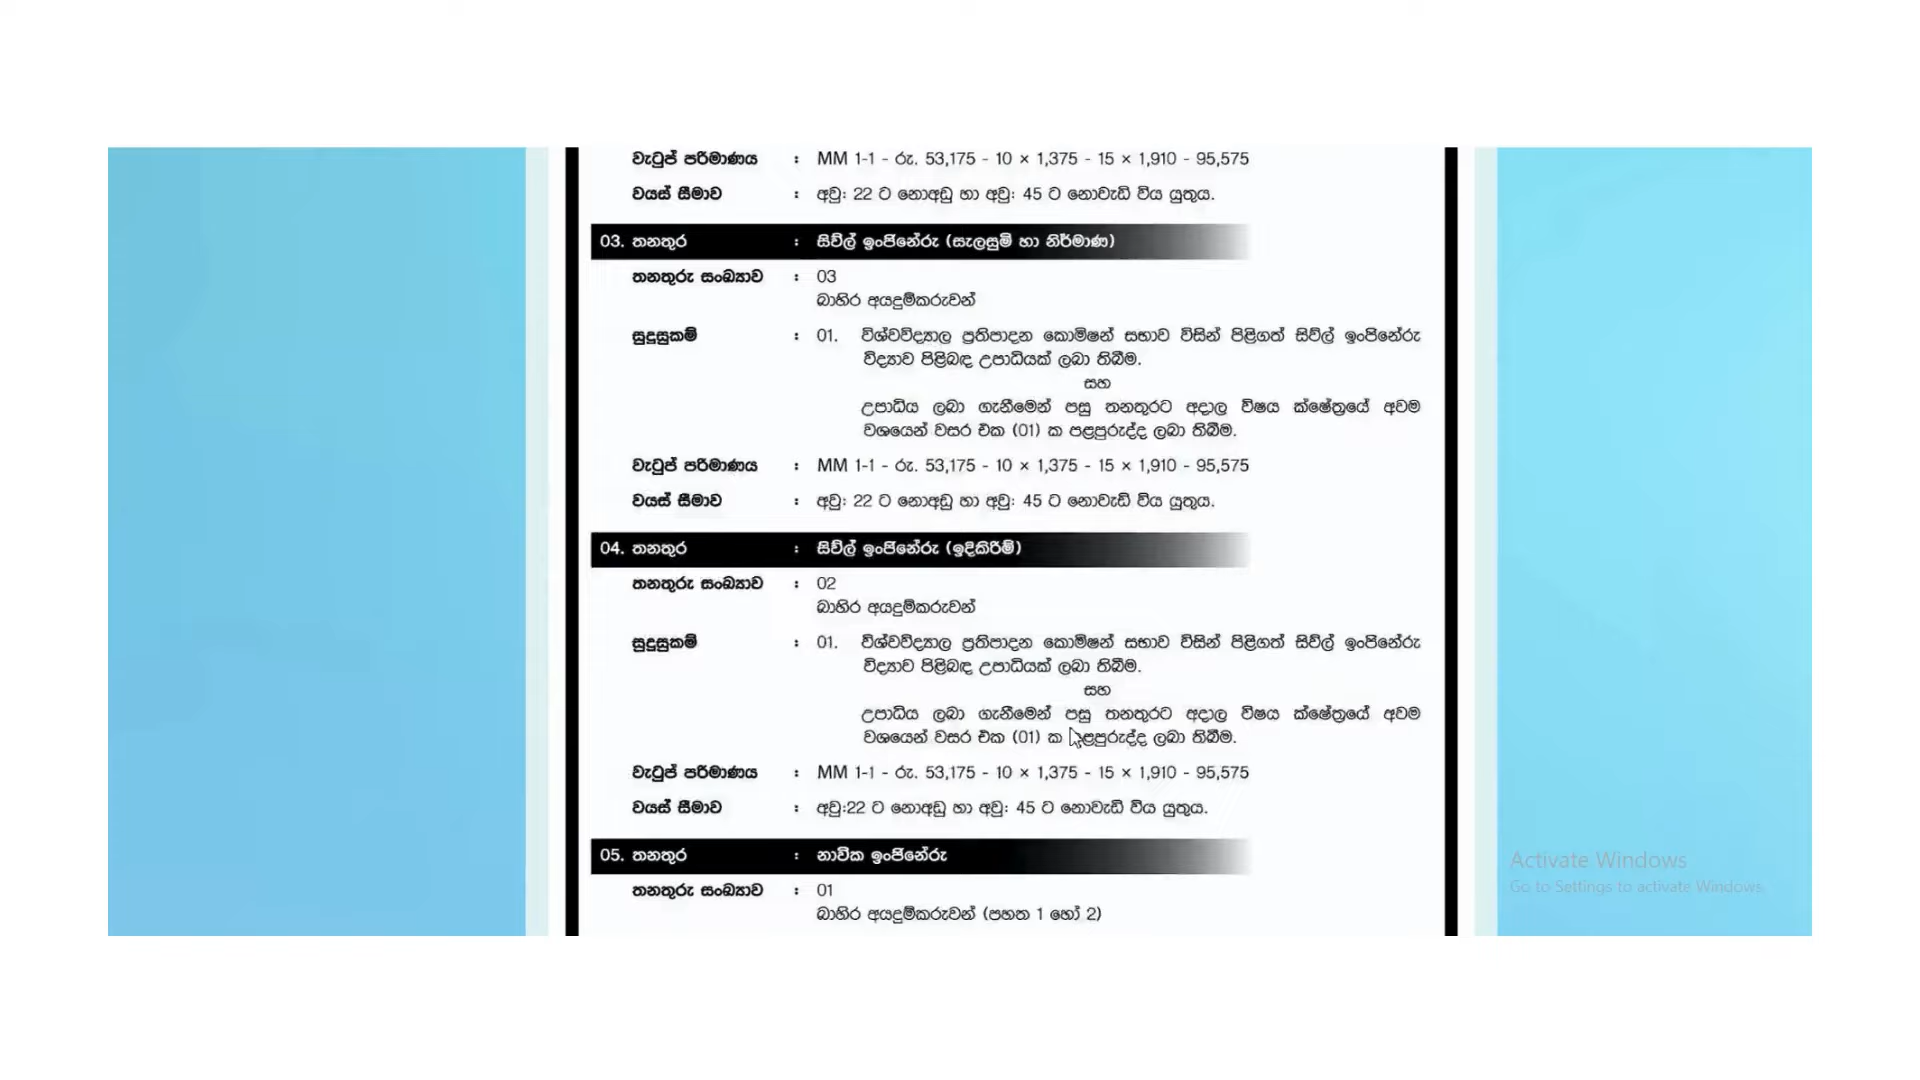 වැටුප් පරිමාණය : MM 1-1 - රු. 53,175 - 10 × 1,375 - 15 × 1,910 - 95,575
වයස් සීමාව : අවු: 22 ට නොඅඩු හා අවු: 45 ට නොවැඩි විය යුතුය.
03. තනතුර : සිවිල් ඉංජිනේරු (සැලසුම් හා නිර්මාණ)
තනතුරු සංඛ්‍යාව : 03
බාහිර අයදුම්කරුවන්
සුදුසුකම් : 01. විශ්වවිද්‍යාල ප්‍රතිපාදන කොමිෂන් සභාව විසින් පිළිගත් සිවිල් ඉංජිනේරු
විද්‍යාව පිළිබඳ උපාධියක් ලබා තිබීම.
සහ
උපාධිය ලබා ගැනීමෙන් පසු තනතුරට අදාල විෂය ක්ෂේත්‍රයේ අවම
වශයෙන් වසර එක (01) ක පළපුරුද්ද ලබා තිබීම.
වැටුප් පරිමාණය : MM 1-1 - රු. 53,175 - 10 × 1,375 - 15 × 1,910 - 95,575
වයස් සීමාව : අවු: 22 ට නොඅඩු හා අවු: 45 ට නොවැඩි විය යුතුය.
04. තනතුර : සිවිල් ඉංජිනේරු (ඉදිකිරීම්)
තනතුරු සංඛ්‍යාව : 02
බාහිර අයදුම්කරුවන්
සුදුසුකම් : 01. විශ්වවිද්‍යාල ප්‍රතිපාදන කොමිෂන් සභාව විසින් පිළිගත් සිවිල් ඉංජිනේරු
විද්‍යාව පිළිබඳ උපාධියක් ලබා තිබීම.
සහ
උපාධිය ලබා ගැනීමෙන් පසු තනතුරට අදාල විෂය ක්ෂේත්‍රයේ අවම
වශයෙන් වසර එක (01) ක පළපුරුද්ද ලබා තිබීම.
වැටුප් පරිමාණය : MM 1-1 - රු. 53,175 - 10 × 1,375 - 15 × 1,910 - 95,575
වයස් සීමාව : අවු:22 ට නොඅඩු හා අවු: 45 ට නොවැඩි විය යුතුය.
05. තනතුර : නාවික ඉංජිනේරු
තනතුරු සංඛ්‍යාව : 01
බාහිර අයදුම්කරුවන් (පහත 1 හෝ 2)
Activate Windows
Go to Settings to activate Windows.